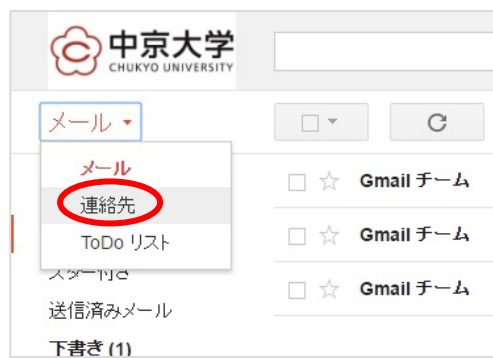 中京大学
CHUKYO UNIVERSITY
メール
メール
連絡先
ToDo リスト
スター付き
送信済みメール
下書き (1)
Gmail チーム
Gmail チーム
Gmail チーム